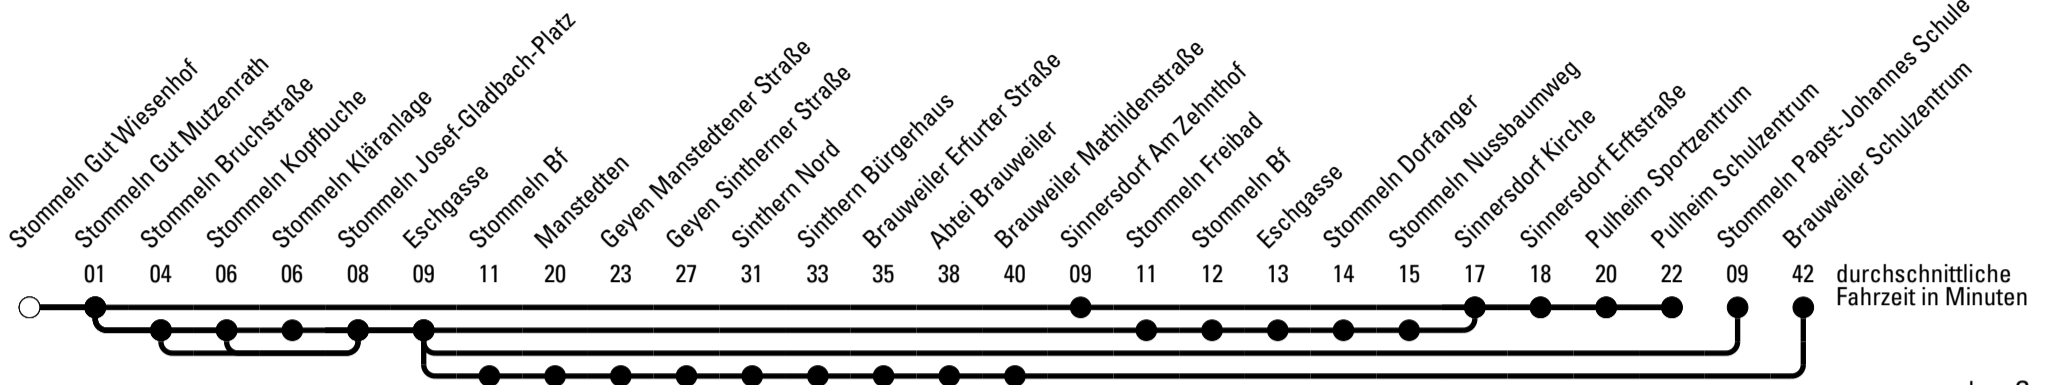 Stommeln Gut Wiesenhof
Stommeln Gut Mutzenrath
Stommeln Bruchstraße
Stommeln Kopfbuche
Stommeln Kläranlage
Stommeln Josef-Gladbach-Platz
Eschgasse
Stommeln Bf
Manstedten
Geyen Manstedtener Straße
Geyen Sintherner Straße
Sinthern Nord
Sinthern Bürgerhaus
Brauweiler Erfurter Straße
Abtei Brauweiler
Brauweiler Mathildenstraße
Sinnersdorf Am Zehnthof
Stommeln Freibad
Stommeln Bf
Eschgasse
Stommeln Dorfanger
Stommeln Nussbaumweg
Sinnersdorf Kirche
Sinnersdorf Erftstraße
Pulheim Sportzentrum
Pulheim Schulzentrum
Stommeln Papst-Johannes Schule
Brauweiler Schulzentrum
01 04 06 06 08 09 11 20 23 27 31 33 35 38 40 09 11 12 13 14 15 17 18 20 22 09 42 durchschnittliche
Fahrzeit in Minuten